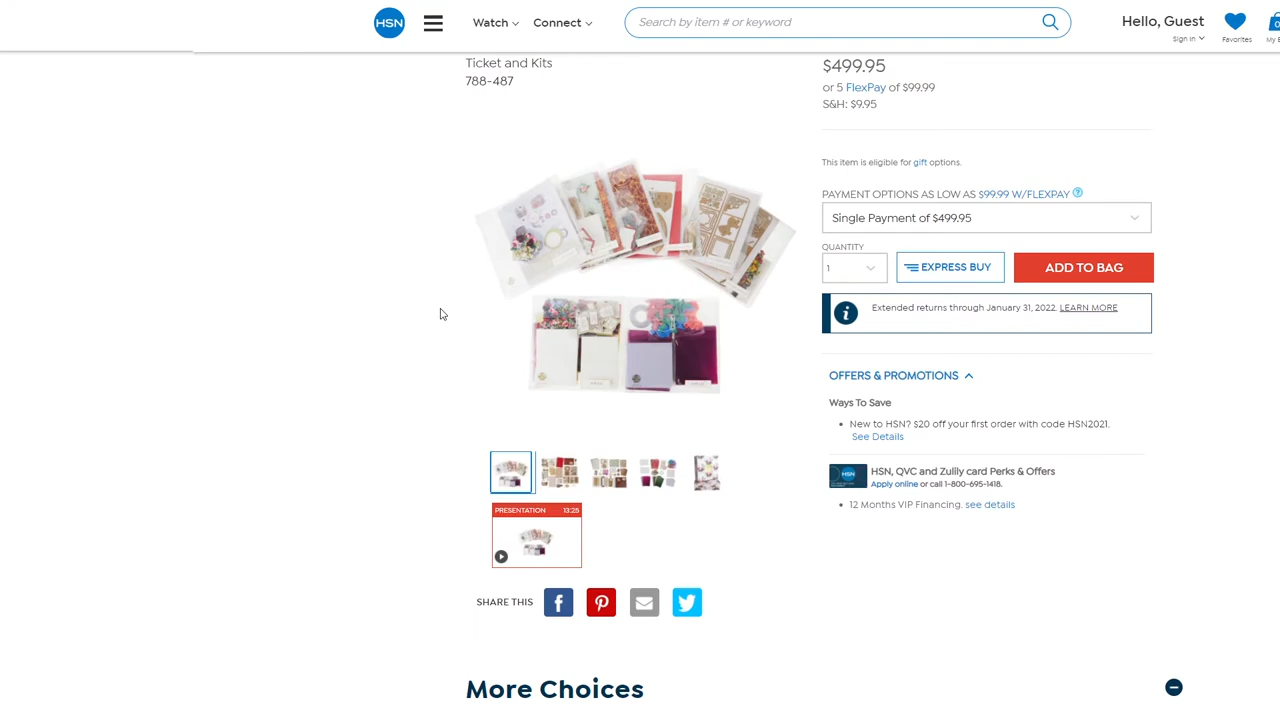 HSN
Watch
Connect
Search by item # or keyword
Hello, Guest
Sign In
Favorites
0
Ticket and Kits
788-487
$499.95
or 5 FlexPay of $99.99
S&H: $9.95
This item is eligible for gift options.
PAYMENT OPTIONS AS LOW AS $99.99 W/FLEXPAY ?
Single Payment of $499.95
QUANTITY
1
EXPRESS BUY
ADD TO BAG
i
Extended returns through January 31, 2022. LEARN MORE
OFFERS & PROMOTIONS
Ways To Save
• New to HSN? $20 off your first order with code HSN2021.
See Details
HSN
HSN, QVC and Zulily card Perks & Offers
Apply online or call 1-800-695-1418.
• 12 Months VIP Financing. see details
PRESENTATION 13:25
SHARE THIS
More Choices